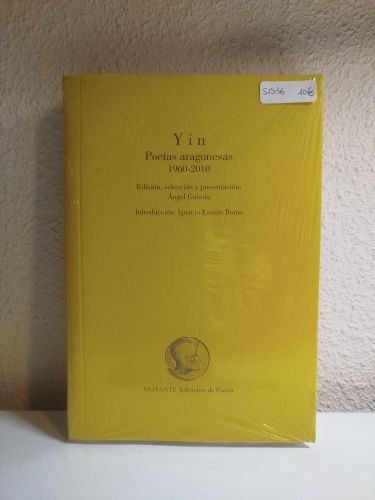 S1536 10€
Yin
Poetas aragonesas
1960-2010
Edición, selección y presentación:
Ángel Guinda
Introducción: Ignacio Escuín Borao
OLIFANTE. Ediciones de Poesía